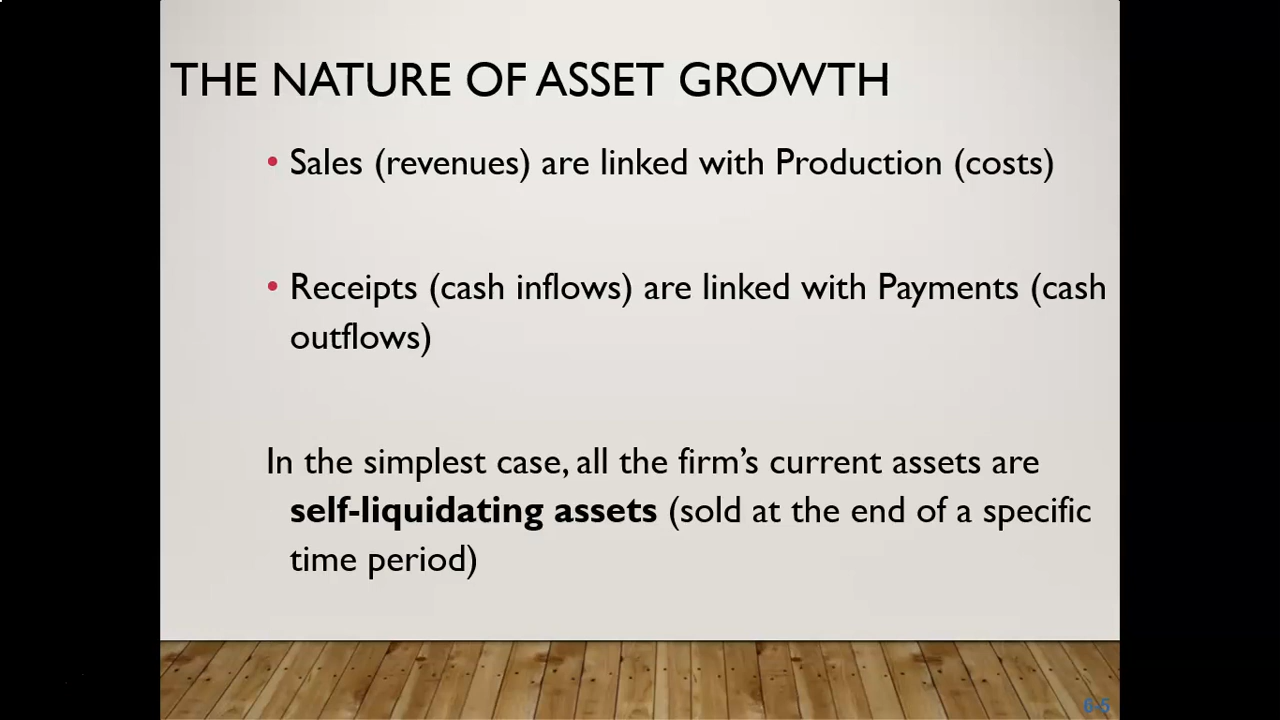 THE NATURE OF ASSET GROWTH
• Sales (revenues) are linked with Production (costs)
• Receipts (cash inflows) are linked with Payments (cash
outflows)
In the simplest case, all the firm’s current assets are
self-liquidating assets (sold at the end of a specific
time period)
6-5